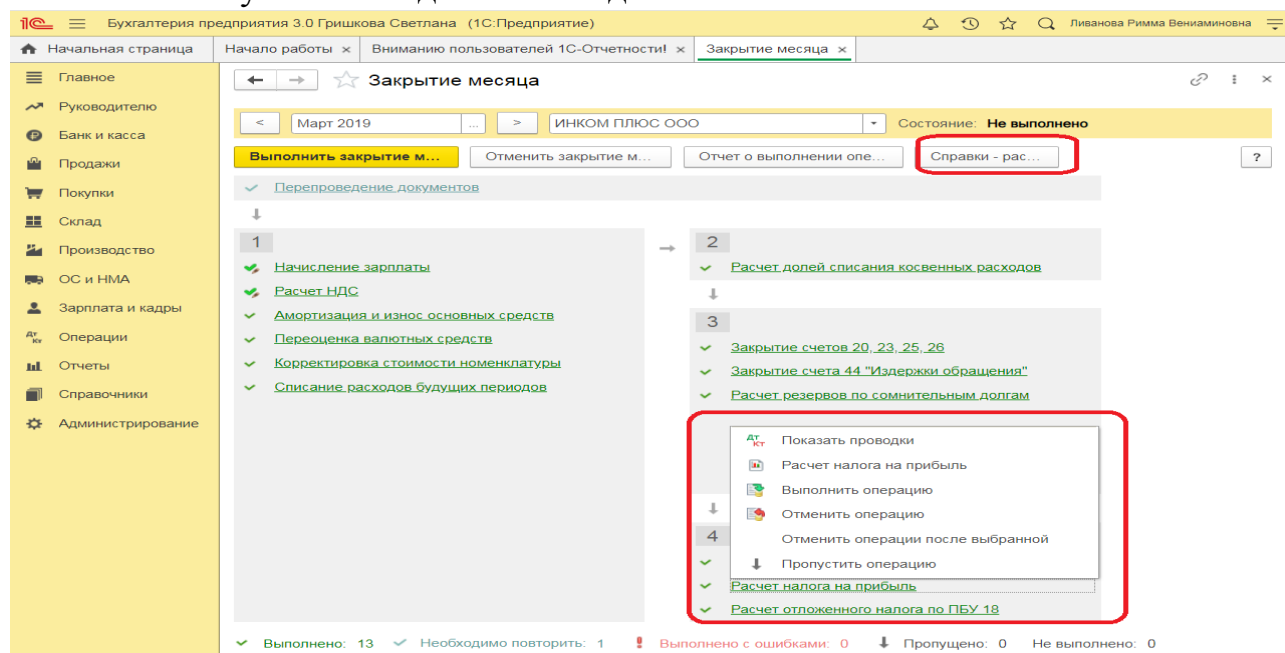 1С Бухгалтерия предприятия 3.0 Гришкова Светлана (1С:Предприятие) Ливанова Римма Вениаминовна
Начальная страница Начало работы × Вниманию пользователей 1С-Отчетности! × Закрытие месяца ×
Главное
Руководителю
Банк и касса
Продажи
Покупки
Склад
Производство
ОС и НМА
Зарплата и кадры
Операции
Отчеты
Справочники
Администрирование
Закрытие месяца
< Март 2019 ... > ИНКОМ ПЛЮС ООО Состояние: Не выполнено
Выполнить закрытие м... Отменить закрытие м... Отчет о выполнении опе... Справки - рас... ?
Перепроведение документов
1
Начисление зарплаты
Расчет НДС
Амортизация и износ основных средств
Переоценка валютных средств
Корректировка стоимости номенклатуры
Списание расходов будущих периодов
2
Расчет долей списания косвенных расходов
3
Закрытие счетов 20, 23, 25, 26
Закрытие счета 44 "Издержки обращения"
Расчет резервов по сомнительным долгам
Дт Кт Показать проводки
Расчет налога на прибыль
Выполнить операцию
Отменить операцию
Отменить операции после выбранной
Пропустить операцию
4
Расчет налога на прибыль
Расчет отложенного налога по ПБУ 18
Выполнено: 13 Необходимо повторить: 1 Выполнено с ошибками: 0 Пропущено: 0 Не выполнено: 0